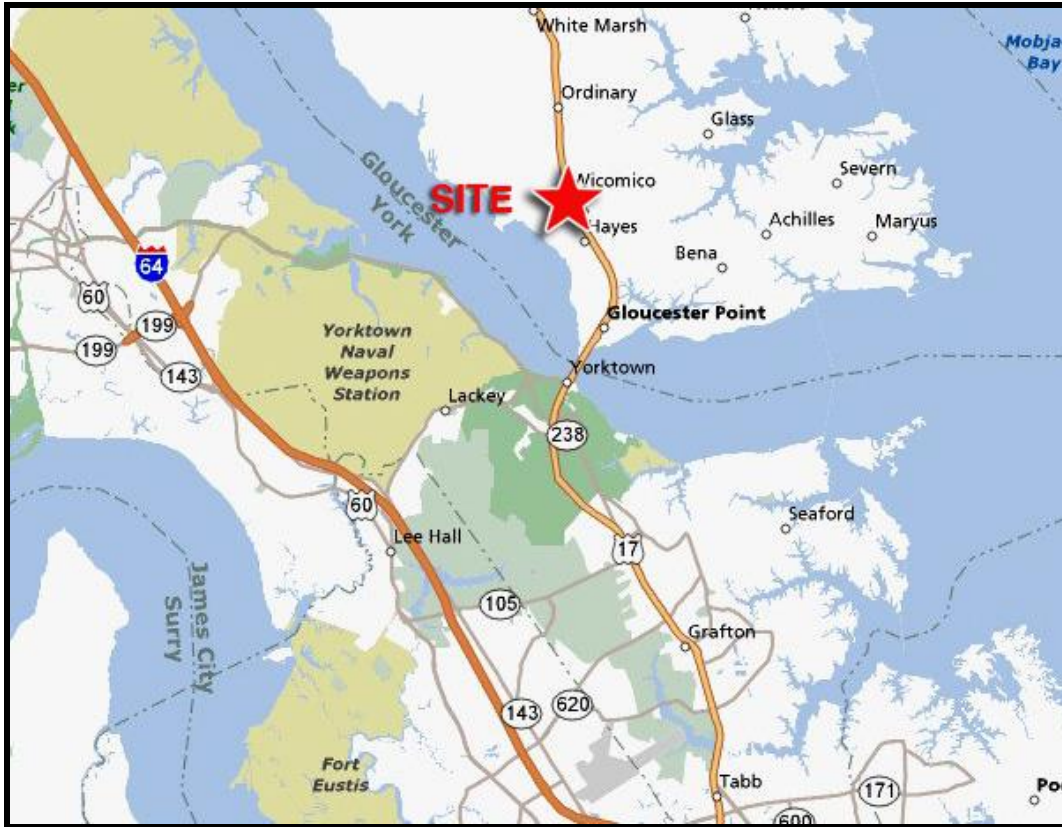 White Marsh
Mobja
Bay
Ordinary
Glass
Gloucester
York
SITE
Wicomico
Severn
Hayes
Achilles
Maryus
Bena
64
60
199
199
143
Yorktown
Naval
Weapons
Station
Gloucester Point
Yorktown
Lackey
238
60
Seaford
Lee Hall
17
James City
Surry
105
Grafton
143
620
Fort
Eustis
Tabb
171
Po
600